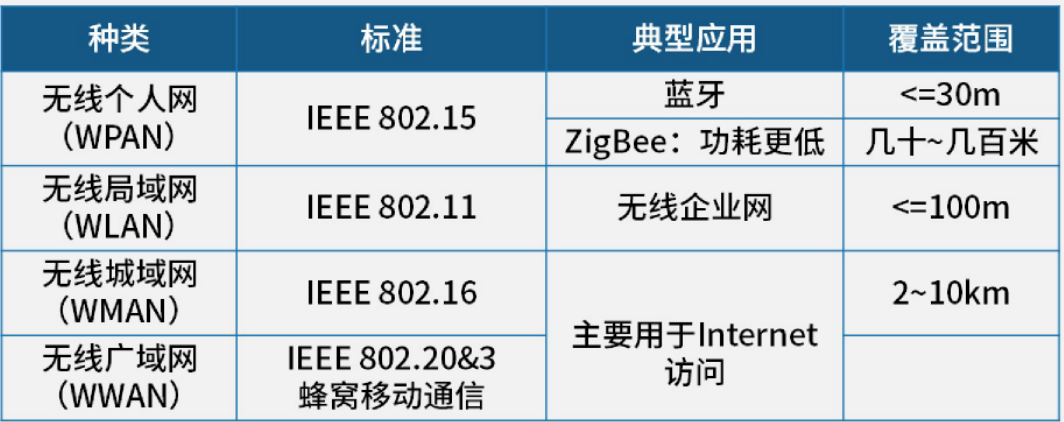 种类 标准 典型应用 覆盖范围
无线个人网
（WPAN）
IEEE 802.15
蓝牙
<=30m
ZigBee：功耗更低
几十~几百米
无线局域网
（WLAN）
IEEE 802.11
无线企业网
<=100m
无线城域网
（WMAN）
IEEE 802.16
主要用于Internet
访问
2~10km
无线广域网
（WWAN）
IEEE 802.20&3
蜂窝移动通信